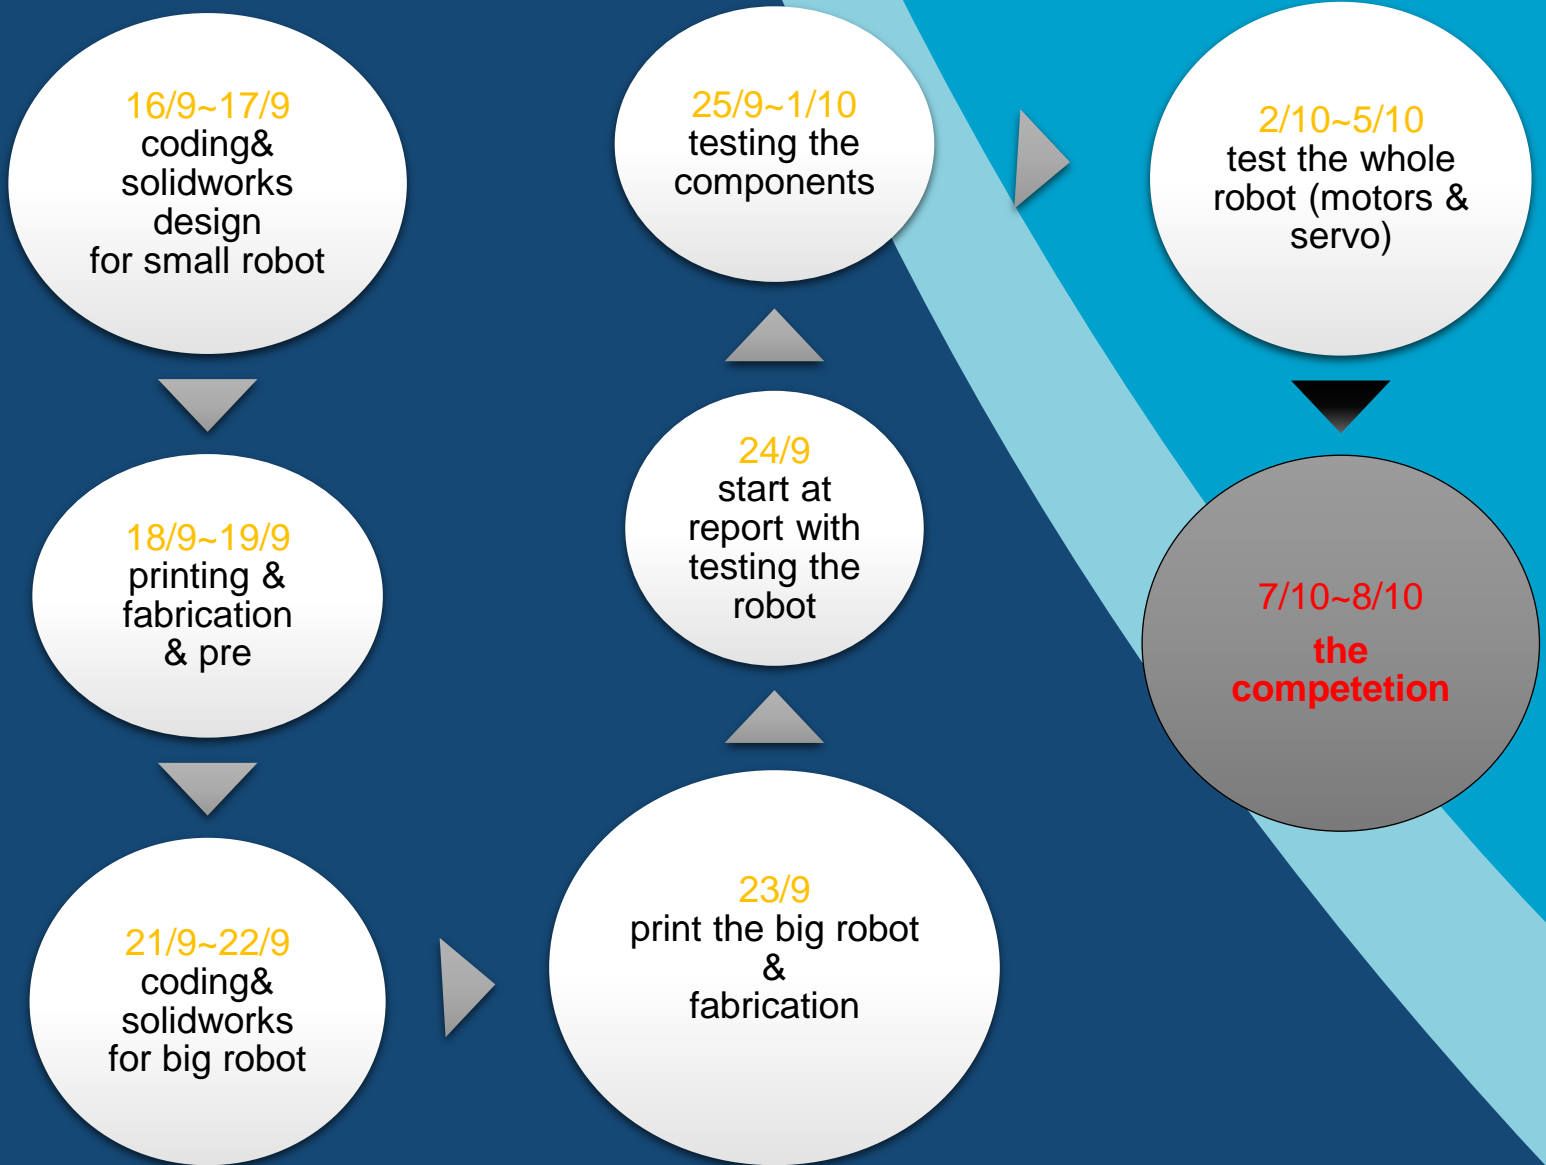 16/9~17/9
coding&
solidworks
design
for small robot
18/9~19/9
printing &
fabrication
& pre
21/9~22/9
coding&
solidworks
for big robot
23/9
print the big robot
&
fabrication
24/9
start at
report with
testing the
robot
25/9~1/10
testing the
components
2/10~5/10
test the whole
robot (motors &
servo)
7/10~8/10
the
competetion